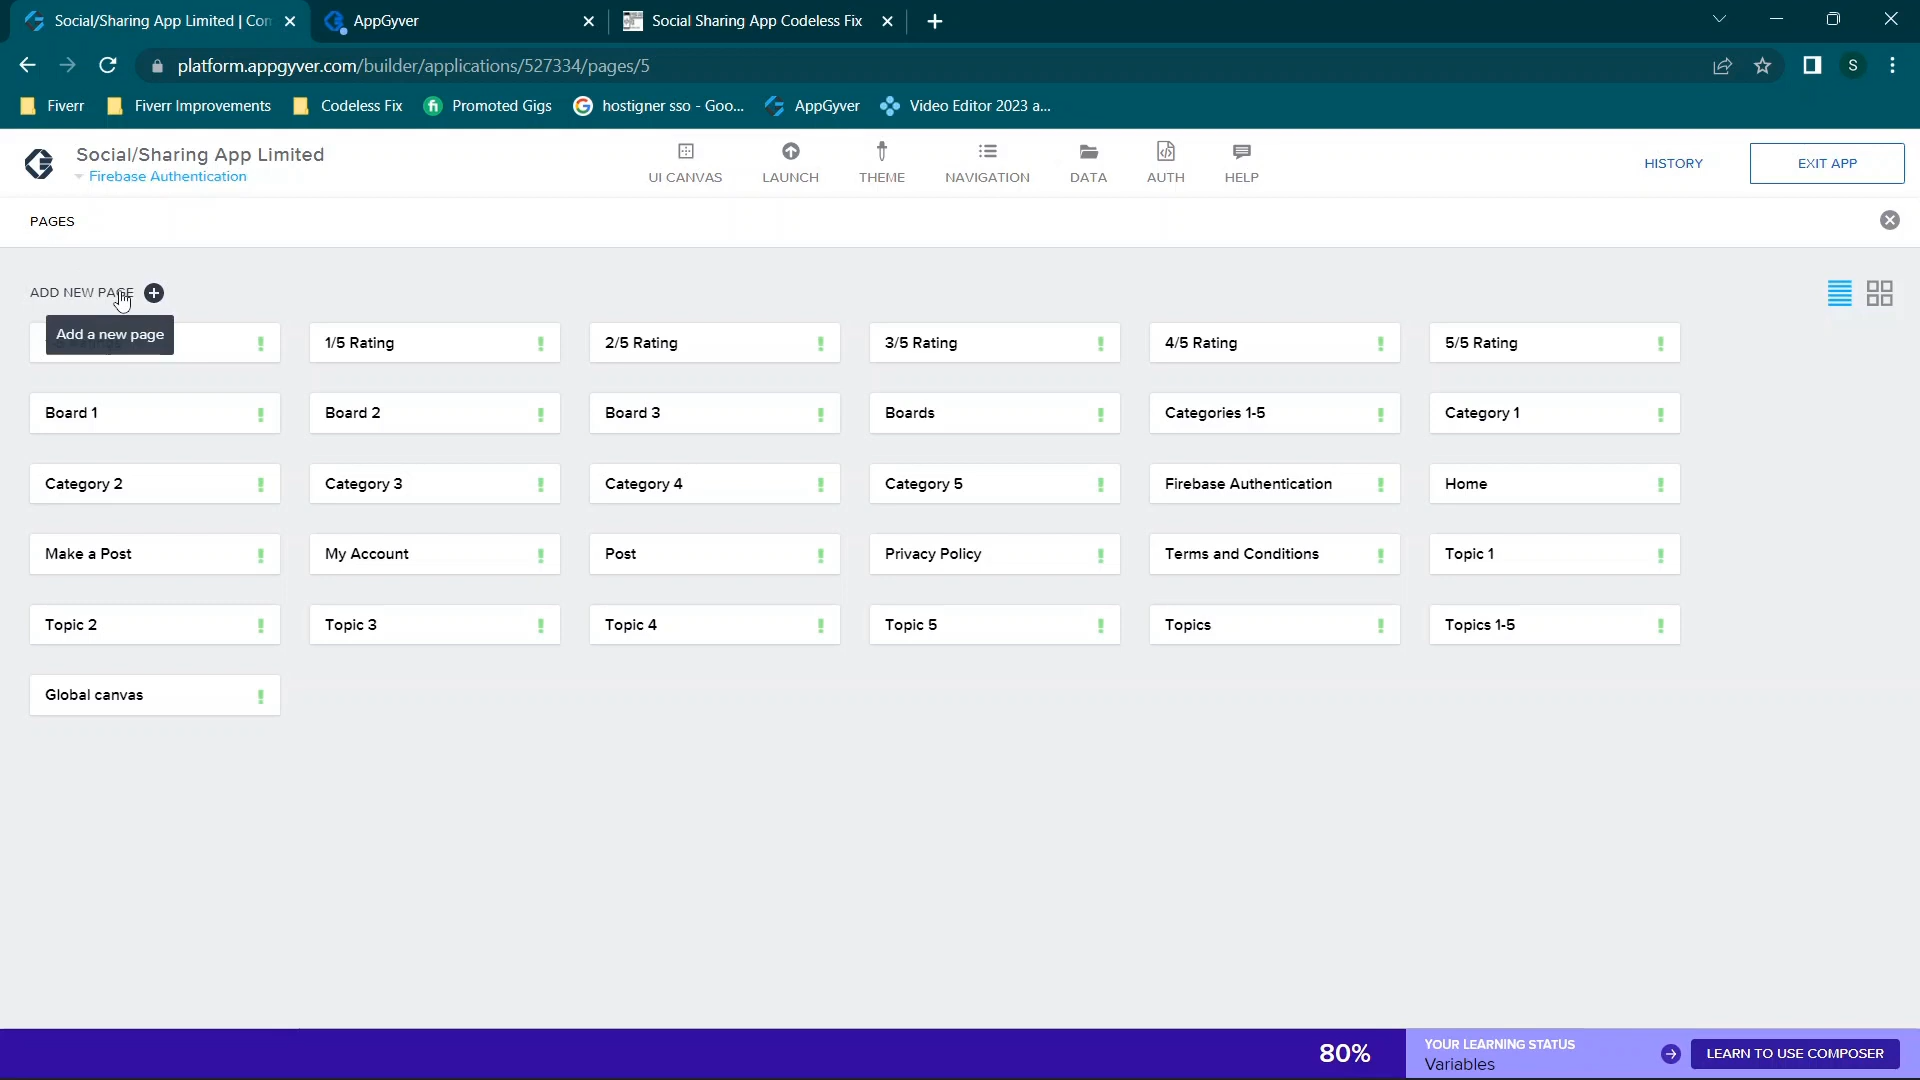 Social/Sharing App Limited | Con
AppGyver
Social Sharing App Codeless Fix
platform.appgyver.com/builder/applications/527334/pages/5
S
Fiverr
Fiverr Improvements
Codeless Fix
Promoted Gigs
hostigner sso - Goo...
AppGyver
Video Editor 2023 a...
Social/Sharing App Limited
Firebase Authentication
UI CANVAS
LAUNCH
THEME
NAVIGATION
DATA
AUTH
HELP
HISTORY
EXIT APP
PAGES
ADD NEW PAGE
Add a new page
1/5 Rating
2/5 Rating
3/5 Rating
4/5 Rating
5/5 Rating
Board 1
Board 2
Board 3
Boards
Categories 1-5
Category 1
Category 2
Category 3
Category 4
Category 5
Firebase Authentication
Home
Make a Post
My Account
Post
Privacy Policy
Terms and Conditions
Topic 1
Topic 2
Topic 3
Topic 4
Topic 5
Topics
Topics 1-5
Global canvas
80%
YOUR LEARNING STATUS
Variables
LEARN TO USE COMPOSER